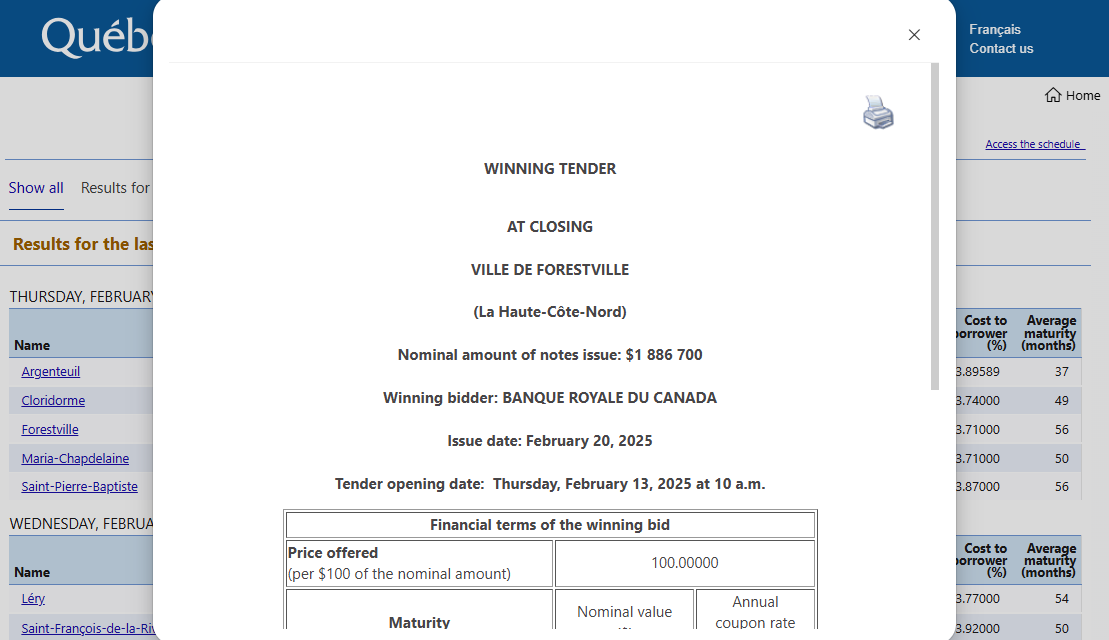 Québ
Français
Contact us
Home
Access the schedule
Show all Results for
Results for the las
THURSDAY, FEBRUARY
Name
Cost to
orrower
(%)
Average
maturity
(months)
Argenteuil 3.89589 37
Cloridorme 3.74000 49
Forestville 3.71000 56
Maria-Chapdelaine 3.71000 50
Saint-Pierre-Baptiste 3.87000 56
WEDNESDAY, FEBRUA
Name
Cost to
orrower
(%)
Average
maturity
(months)
Léry 3.77000 54
Saint-François-de-la-Riv 3.92000 50
WINNING TENDER
AT CLOSING
VILLE DE FORESTVILLE
(La Haute-Côte-Nord)
Nominal amount of notes issue: $1 886 700
Winning bidder: BANQUE ROYALE DU CANADA
Issue date: February 20, 2025
Tender opening date: Thursday, February 13, 2025 at 10 a.m.
Financial terms of the winning bid
Price offered
(per $100 of the nominal amount)
100.00000
Maturity
Nominal value
Annual
coupon rate